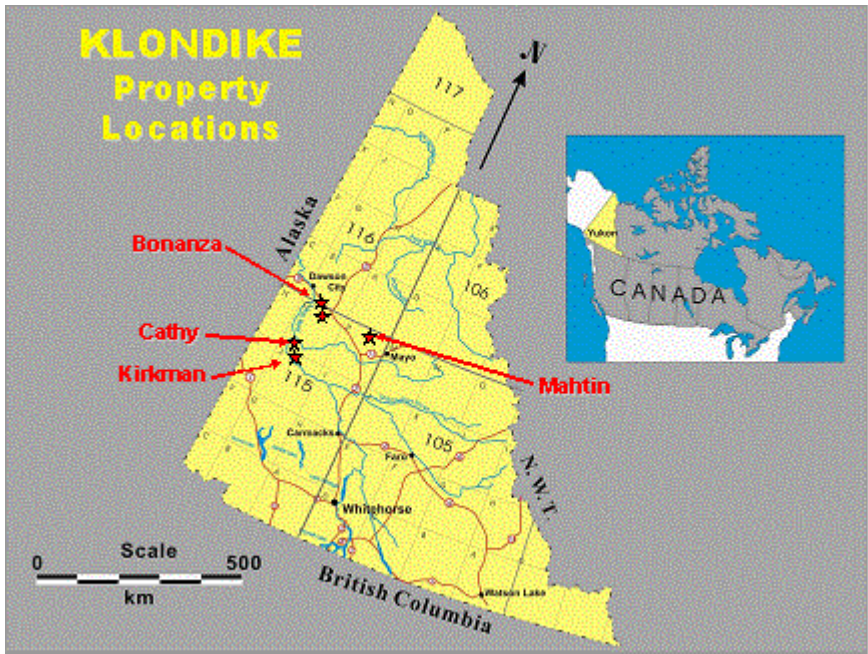 KLONDIKE
Property
Locations
N
117
Alaska
116
Bonanza
Dawson
City
106
Yukon
CANADA
Cathy
Kirkman
115
Mayo
Mahtin
Carmacks
105
Faro
N.W.T.
Whitehorse
Scale
0
500
km
British Columbia
Watson Lake